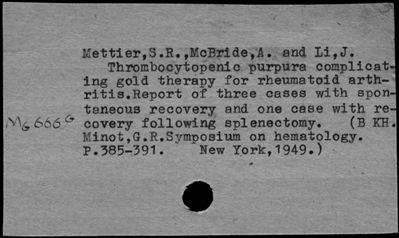 Mettier,S.R.,McBride,A. and Li,J.
Thrombocytopenic purpura complicat-
ing gold therapy for rheumatoid arth-
ritis.Report of three cases with spon-
taneous recovery and one case with re-
MG666G covery following splenectomy. (B KH.
Minot,G.R.Symposium on hematology.
P.385-391. New York,1949.)